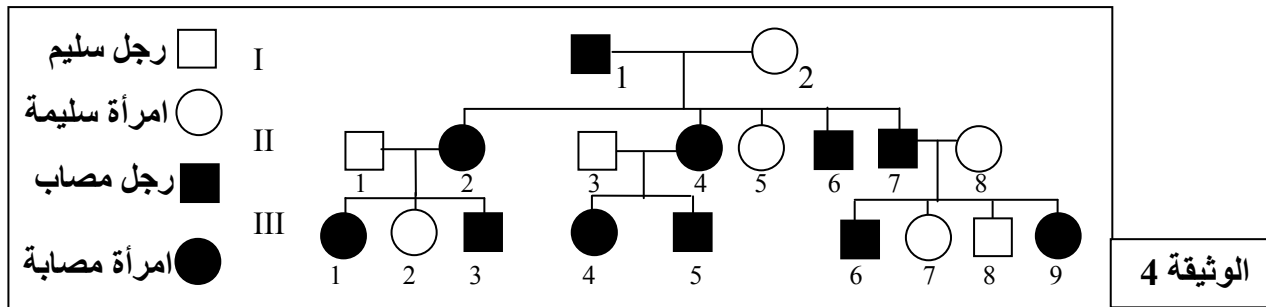 رجل سليم
امرأة سليمة
رجل مصاب
امرأة مصابة
I
1 2
II
1 2 3 4 5 6 7 8
III
1 2 3 4 5 6 7 8 9
الوثيقة 4